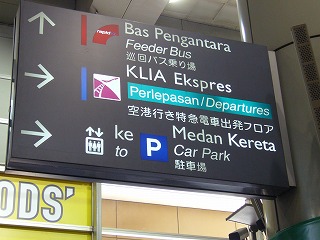 rapid Bas Pengantara
Feeder Bus
巡回バス乗り場
KLIA Ekspres
Perlepasan/Departures
空港行き特急電車出発フロア
ke P Medan Kereta
to Car Park
駐車場
ODS'